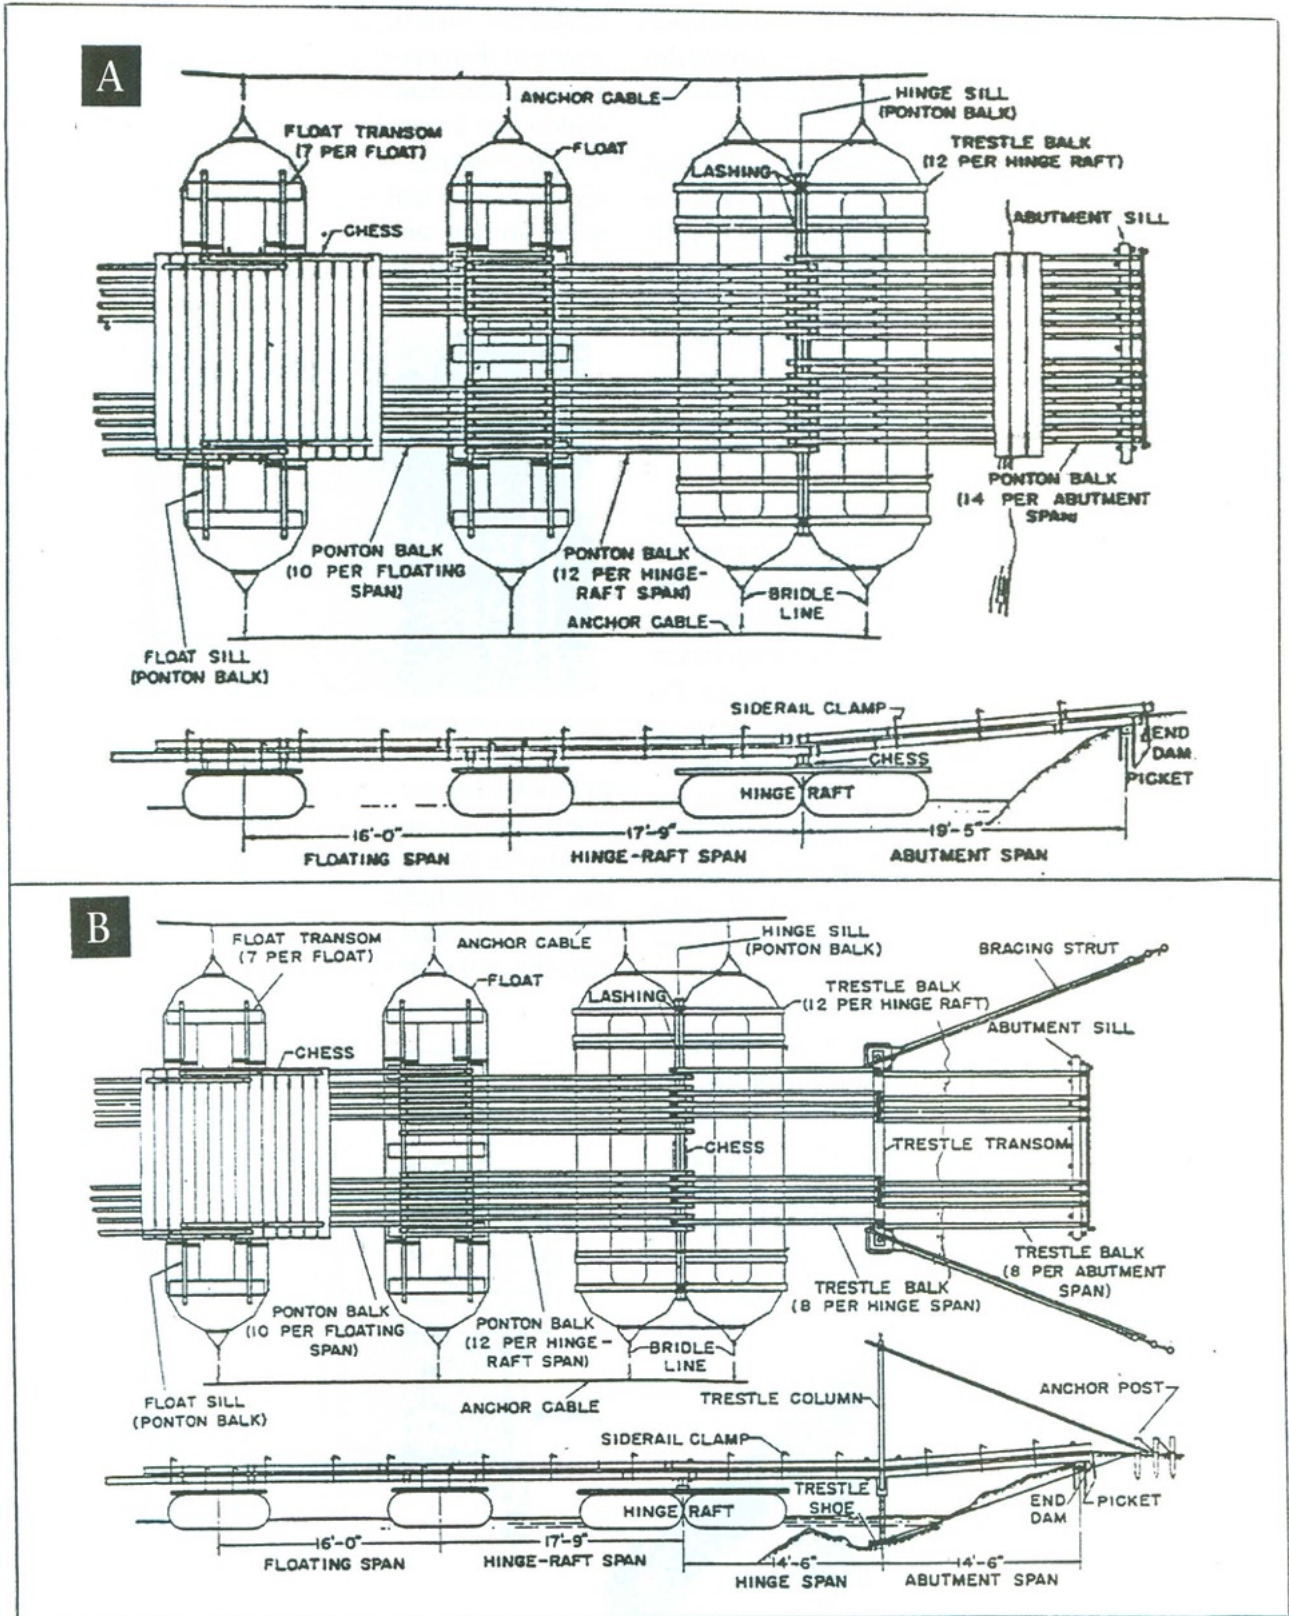 A
ANCHOR CABLE
HINGE SILL
(PONTON BALK)
FLOAT TRANSOM
(7 PER FLOAT)
FLOAT
TRESTLE BALK
(12 PER HINGE RAFT)
LASHING
ABUTMENT SILL
CHESS
PONTON BALK
(14 PER ABUTMENT
SPAN)
PONTON BALK
(10 PER FLOATING
SPAN)
PONTON BALK
(12 PER HINGE-
RAFT SPAN)
BRIDLE
LINE
ANCHOR CABLE
FLOAT SILL
(PONTON BALK)
SIDERAIL CLAMP
CHESS
END
DAM
PICKET
HINGE RAFT
16'-0"
17'-9"
19'-5"
FLOATING SPAN
HINGE-RAFT SPAN
ABUTMENT SPAN
B
FLOAT TRANSOM
(7 PER FLOAT)
ANCHOR CABLE
HINGE SILL
(PONTON BALK)
BRACING STRUT
FLOAT
LASHING
TRESTLE BALK
(12 PER HINGE RAFT)
ABUTMENT SILL
CHESS
CHESS
TRESTLE TRANSOM
TRESTLE BALK
(8 PER ABUTMENT
SPAN)
TRESTLE BALK
(8 PER HINGE SPAN)
PONTON BALK
(10 PER FLOATING
SPAN)
PONTON BALK
(12 PER HINGE-
RAFT SPAN)
BRIDLE
LINE
FLOAT SILL
(PONTON BALK)
ANCHOR CABLE
TRESTLE COLUMN
ANCHOR POST
SIDERAIL CLAMP
HINGE RAFT
TRESTLE
SHOE
END
DAM
PICKET
16'-0"
17'-9"
14'-6"
14'-6"
FLOATING SPAN
HINGE-RAFT SPAN
HINGE SPAN
ABUTMENT SPAN